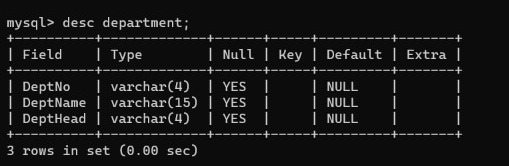 mysql> desc department;
+----------+-------------+------+-----+---------+-------+
| Field    | Type        | Null | Key | Default | Extra |
+----------+-------------+------+-----+---------+-------+
| DeptNo   | varchar(4)  | YES  |     | NULL    |       |
| DeptName | varchar(15) | YES  |     | NULL    |       |
| DeptHead | varchar(4)  | YES  |     | NULL    |       |
+----------+-------------+------+-----+---------+-------+
3 rows in set (0.00 sec)